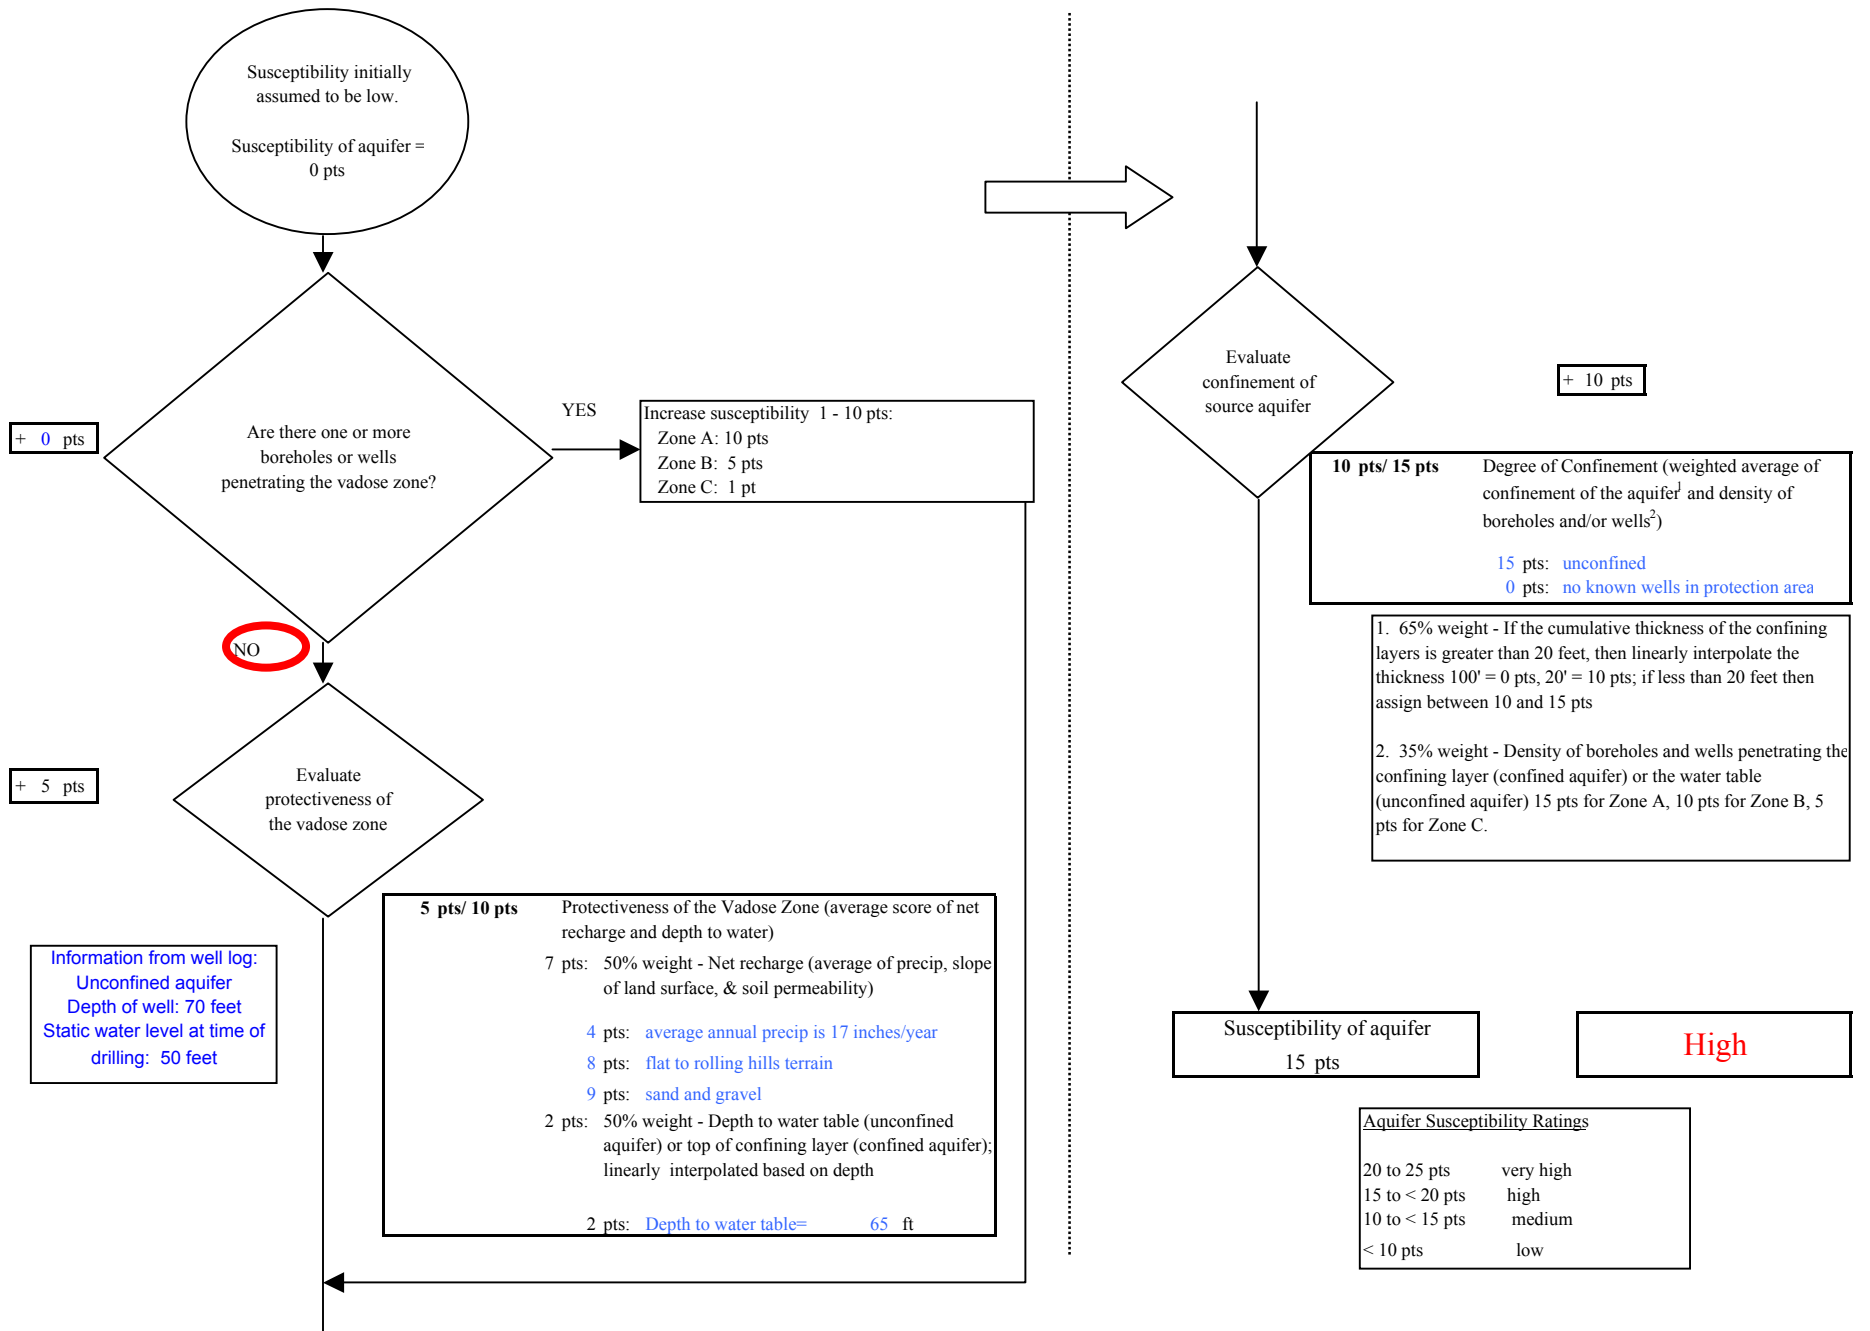 Susceptibility initially
assumed to be low.
Susceptibility of aquifer =
0 pts
Are there one or more
boreholes or wells
penetrating the vadose zone?
+ 0 pts
YES
Increase susceptibility 1 - 10 pts:
Zone A: 10 pts
Zone B: 5 pts
Zone C: 1 pt
NO
+ 5 pts
Evaluate
protectiveness of
the vadose zone
Information from well log:
Unconfined aquifer
Depth of well: 70 feet
Static water level at time of
drilling: 50 feet
5 pts/ 10 pts Protectiveness of the Vadose Zone (average score of net
recharge and depth to water)
7 pts: 50% weight - Net recharge (average of precip, slope
of land surface, & soil permeability)
4 pts: average annual precip is 17 inches/year
8 pts: flat to rolling hills terrain
9 pts: sand and gravel
2 pts: 50% weight - Depth to water table (unconfined
aquifer) or top of confining layer (confined aquifer);
linearly interpolated based on depth
2 pts: Depth to water table= 65 ft
Evaluate
confinement of
source aquifer
+ 10 pts
10 pts/ 15 pts Degree of Confinement (weighted average of
confinement of the aquifer1 and density of
boreholes and/or wells2)
15 pts: unconfined
0 pts: no known wells in protection area
1. 65% weight - If the cumulative thickness of the confining
layers is greater than 20 feet, then linearly interpolate the
thickness 100' = 0 pts, 20' = 10 pts; if less than 20 feet then
assign between 10 and 15 pts
2. 35% weight - Density of boreholes and wells penetrating the
confining layer (confined aquifer) or the water table
(unconfined aquifer) 15 pts for Zone A, 10 pts for Zone B, 5
pts for Zone C.
Susceptibility of aquifer
15 pts
High
Aquifer Susceptibility Ratings
20 to 25 pts very high
15 to < 20 pts high
10 to < 15 pts medium
< 10 pts low